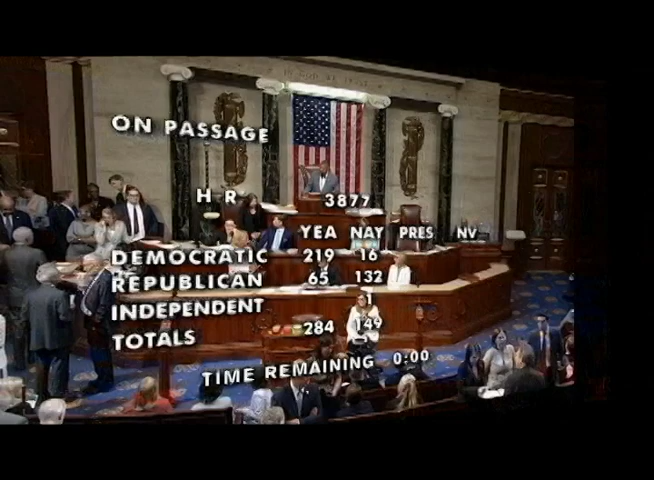 ON PASSAGE
H R 3877
YEA NAY PRES NV
DEMOCRATIC 219 16
REPUBLICAN 65 132
INDEPENDENT 1
TOTALS 284 149
TIME REMAINING 0:00